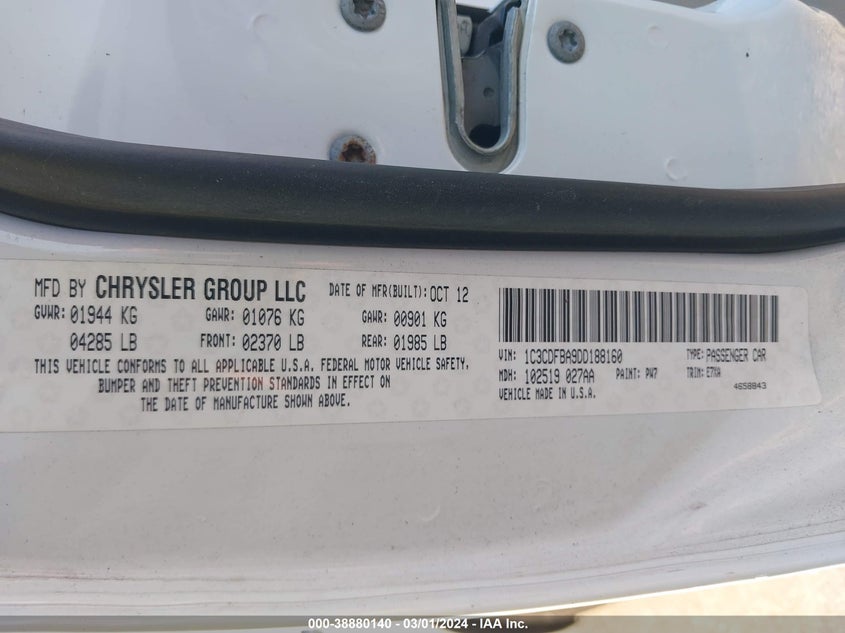 MFD BY CHRYSLER GROUP LLC DATE OF MFR(BUILT): OCT 12
GVWR: 01944 KG GAWR: 01076 KG GAWR: 00901 KG
04285 LB FRONT: 02370 LB REAR: 01985 LB
THIS VEHICLE CONFORMS TO ALL APPLICABLE U.S.A. FEDERAL MOTOR VEHICLE SAFETY,
BUMPER AND THEFT PREVENTION STANDARDS IN EFFECT ON
THE DATE OF MANUFACTURE SHOWN ABOVE.
VIN: 1C3CDFBA9DD188160 TYPE: PASSENGER CAR
MDH: 102519 027AA PAINT: PW7 TRIM: E7XA
VEHICLE MADE IN U.S.A. 4658843
000-38880140 - 03/01/2024 - IAA Inc.